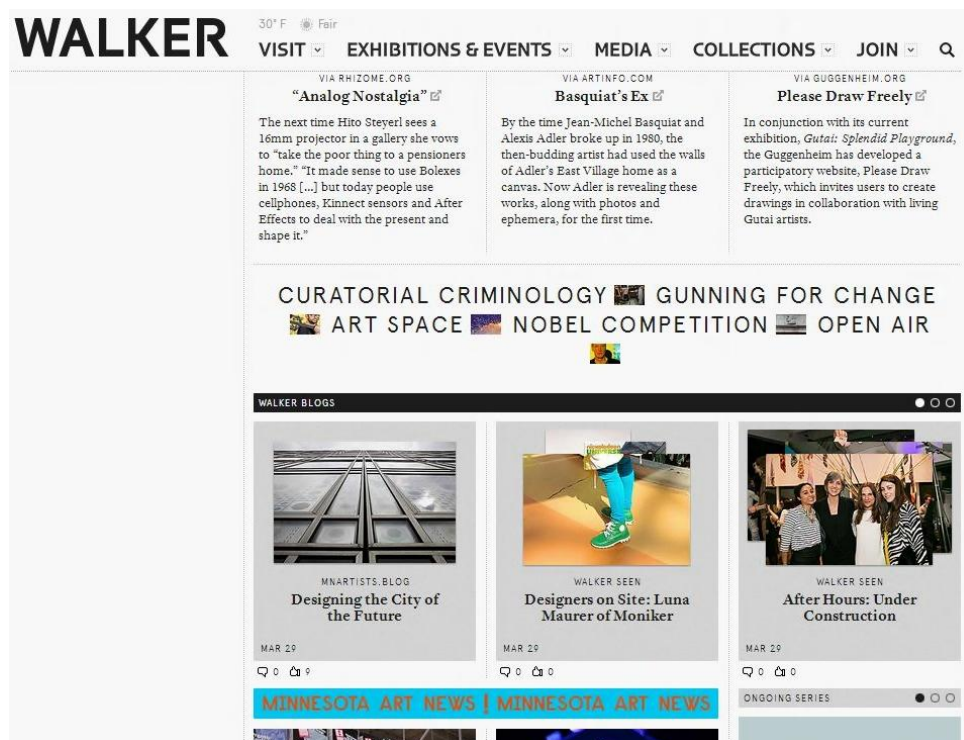 WALKER
30° F Fair
VISIT EXHIBITIONS & EVENTS MEDIA COLLECTIONS JOIN
VIA RHIZOME.ORG
“Analog Nostalgia”
The next time Hito Steyerl sees a
16mm projector in a gallery she vows
to “take the poor thing to a pensioners
home.” “It made sense to use Bolexes
in 1968 [...] but today people use
cellphones, Kinnect sensors and After
Effects to deal with the present and
shape it.”
VIA ARTINFO.COM
Basquiat’s Ex
By the time Jean-Michel Basquiat and
Alexis Adler broke up in 1980, the
then-budding artist had used the walls
of Adler’s East Village home as a
canvas. Now Adler is revealing these
works, along with photos and
ephemera, for the first time.
VIA GUGGENHEIM.ORG
Please Draw Freely
In conjunction with its current
exhibition, Gutai: Splendid Playground,
the Guggenheim has developed a
participatory website, Please Draw
Freely, which invites users to create
drawings in collaboration with living
Gutai artists.
CURATORIAL CRIMINOLOGY GUNNING FOR CHANGE
ART SPACE NOBEL COMPETITION OPEN AIR
WALKER BLOGS
MNARTISTS.BLOG
Designing the City of
the Future
MAR 29
0 9
WALKER SEEN
Designers on Site: Luna
Maurer of Moniker
MAR 29
0 0
WALKER SEEN
After Hours: Under
Construction
MAR 29
0 0
MINNESOTA ART NEWS | MINNESOTA ART NEWS
ONGOING SERIES